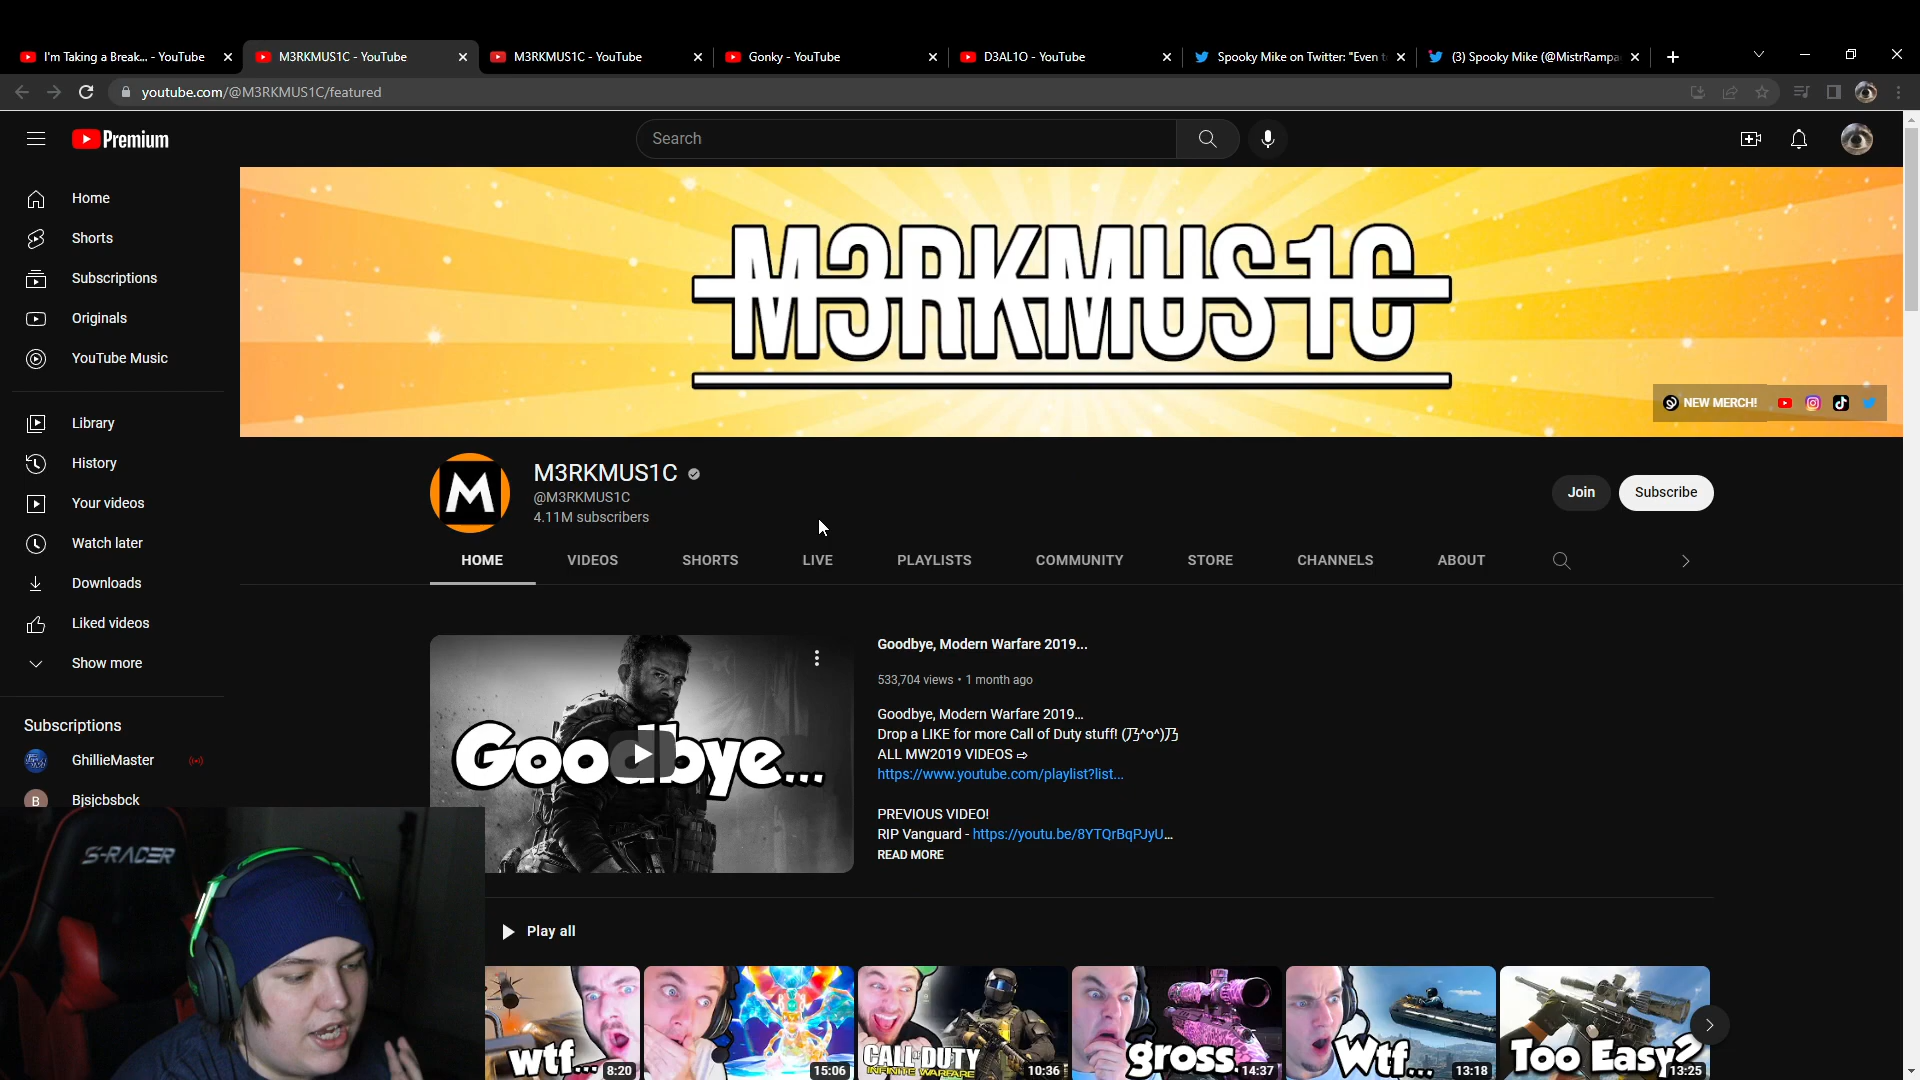 I'm Taking a Break... - YouTube
M3RKMUS1C - YouTube
M3RKMUS1C - YouTube
Gonky - YouTube
D3AL1O - YouTube
Spooky Mike on Twitter: "Even t
(3) Spooky Mike (@MistrRampa
youtube.com/@M3RKMUS1C/featured
Premium
Search
Home
Shorts
Subscriptions
Originals
YouTube Music
Library
History
Your videos
Watch later
Downloads
Liked videos
Show more
Subscriptions
GhillieMaster
B
Bjsjcbsbck
M3RKMUS1C
NEW MERCH!
M
M3RKMUS1C
@M3RKMUS1C
4.11M subscribers
Join
Subscribe
HOME
VIDEOS
SHORTS
LIVE
PLAYLISTS
COMMUNITY
STORE
CHANNELS
ABOUT
Goodbye...
Goodbye, Modern Warfare 2019...
533,704 views • 1 month ago
Goodbye, Modern Warfare 2019...
Drop a LIKE for more Call of Duty stuff! (乃^o^)乃
ALL MW2019 VIDEOS ⇨
https://www.youtube.com/playlist?list...
PREVIOUS VIDEO!
RIP Vanguard - https://youtu.be/8YTQrBqPJyU...
READ MORE
S-RACER
Play all
wtf...
8:20
15:06
CALL OF DUTY
INFINITE WARFARE
10:36
gross.
14:37
Wtf...
13:18
Too Easy?
13:25